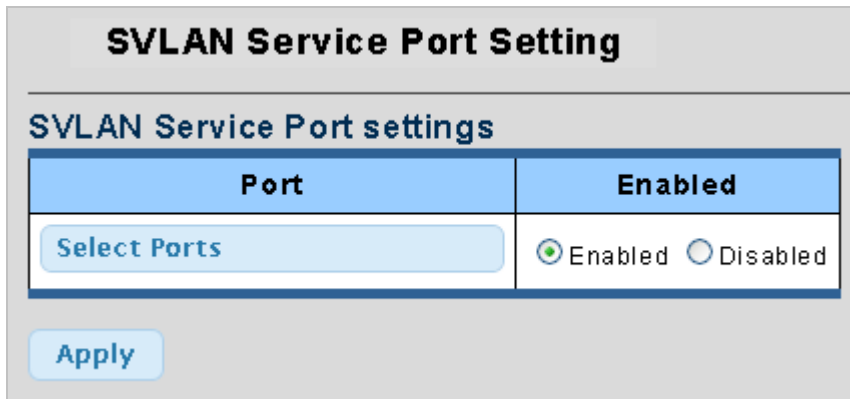 SVLAN Service Port Setting
SVLAN Service Port settings
Port Enabled
Select Ports Enabled Disabled
Apply